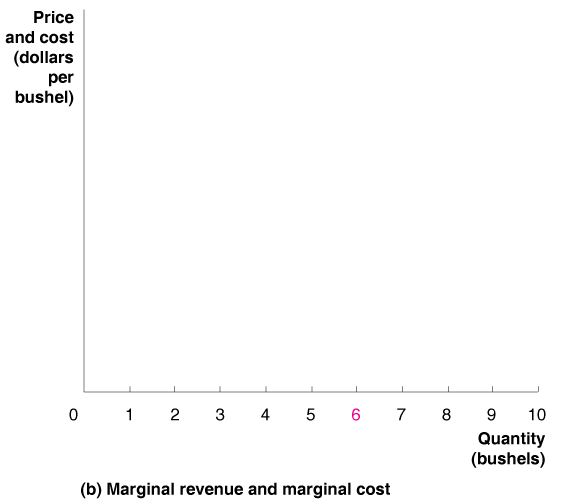 Price
and cost
(dollars
per
bushel)
0 1 2 3 4 5 6 7 8 9 10
Quantity
(bushels)
(b) Marginal revenue and marginal cost